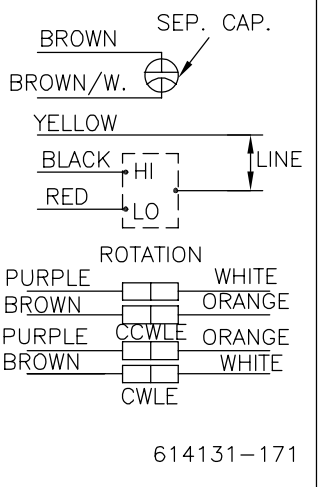 SEP. CAP.
BROWN
BROWN/W.
YELLOW
LINE
BLACK
HI
RED
LO
ROTATION
PURPLE WHITE
BROWN ORANGE
CCWLE
PURPLE ORANGE
BROWN WHITE
CWLE
614131-171